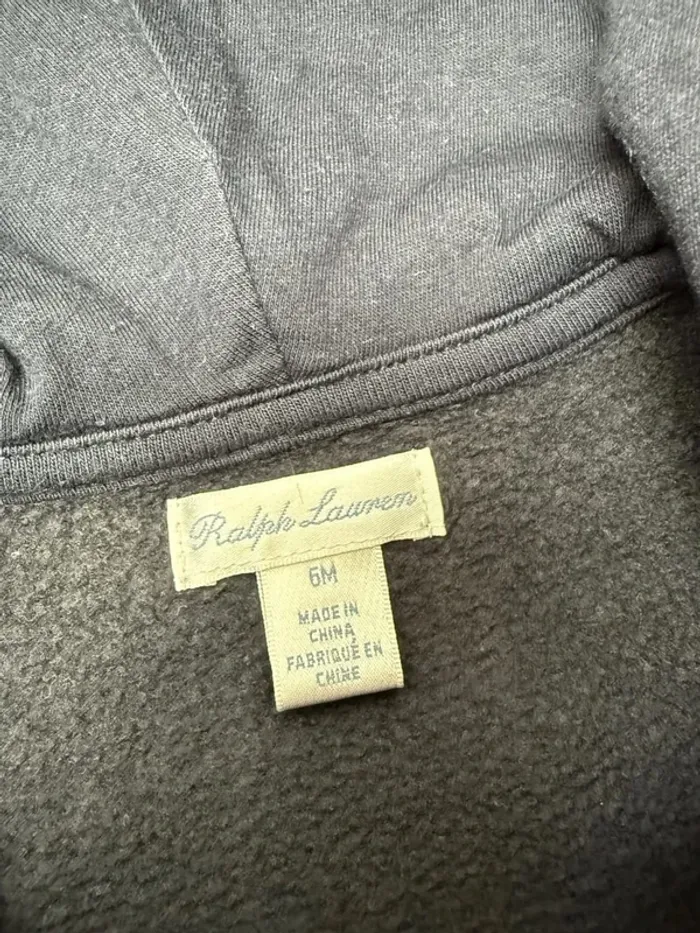 Ralph Lauren
6M
MADE IN
CHINA
FABRIQUÉ EN
CHINE